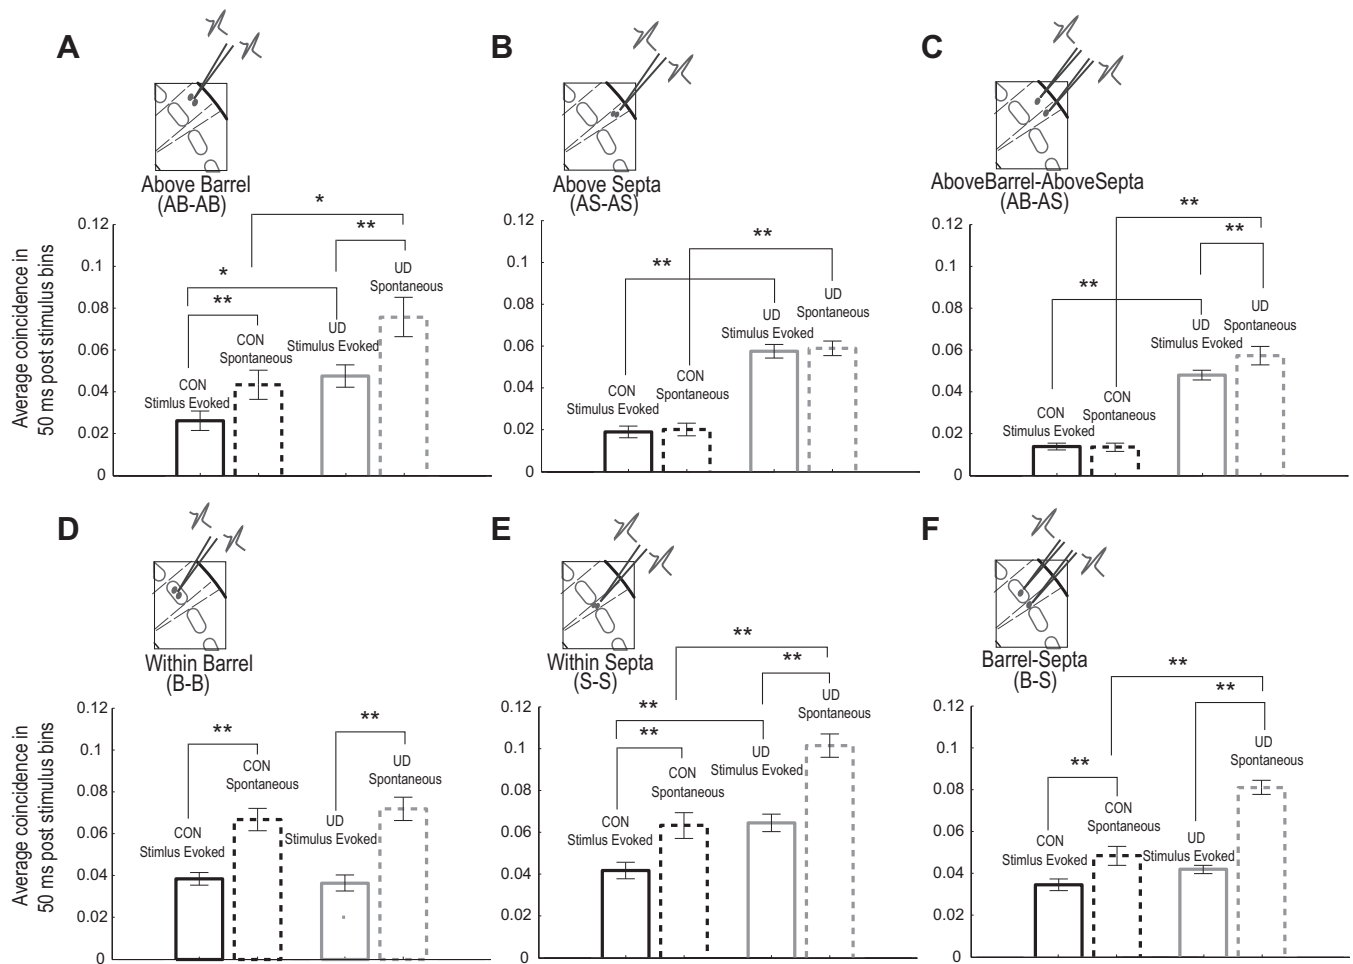 A
B
C
Above Barrel
(AB-AB)
Above Septa
(AS-AS)
AboveBarrel-AboveSepta
(AB-AS)
Average coincidence in
50 ms post stimulus bins
0.12
0.1
0.08
0.06
0.04
0.02
0
*
**
*
**
CON
Stimlus Evoked
CON
Spontaneous
UD
Stimulus Evoked
UD
Spontaneous
0.12
0.1
0.08
0.06
0.04
0.02
0
**
**
CON
Stimulus Evoked
CON
Spontaneous
UD
Stimulus Evoked
UD
Spontaneous
0.12
0.1
0.08
0.06
0.04
0.02
0
**
**
**
CON
Stimulus Evoked
CON
Spontaneous
UD
Stimulus Evoked
UD
Spontaneous
D
E
F
Within Barrel
(B-B)
Within Septa
(S-S)
Barrel-Septa
(B-S)
Average coincidence in
50 ms post stimulus bins
0.12
0.1
0.08
0.06
0.04
0.02
0
**
**
CON
Stimlus Evoked
CON
Spontaneous
UD
Stimulus Evoked
UD
Spontaneous
0.12
0.1
0.08
0.06
0.04
0.02
0
**
**
**
**
CON
Stimlus Evoked
CON
Spontaneous
UD
Stimulus Evoked
UD
Spontaneous
0.12
0.1
0.08
0.06
0.04
0.02
0
**
**
**
CON
Stimlus Evoked
CON
Spontaneous
UD
Stimulus Evoked
UD
Spontaneous